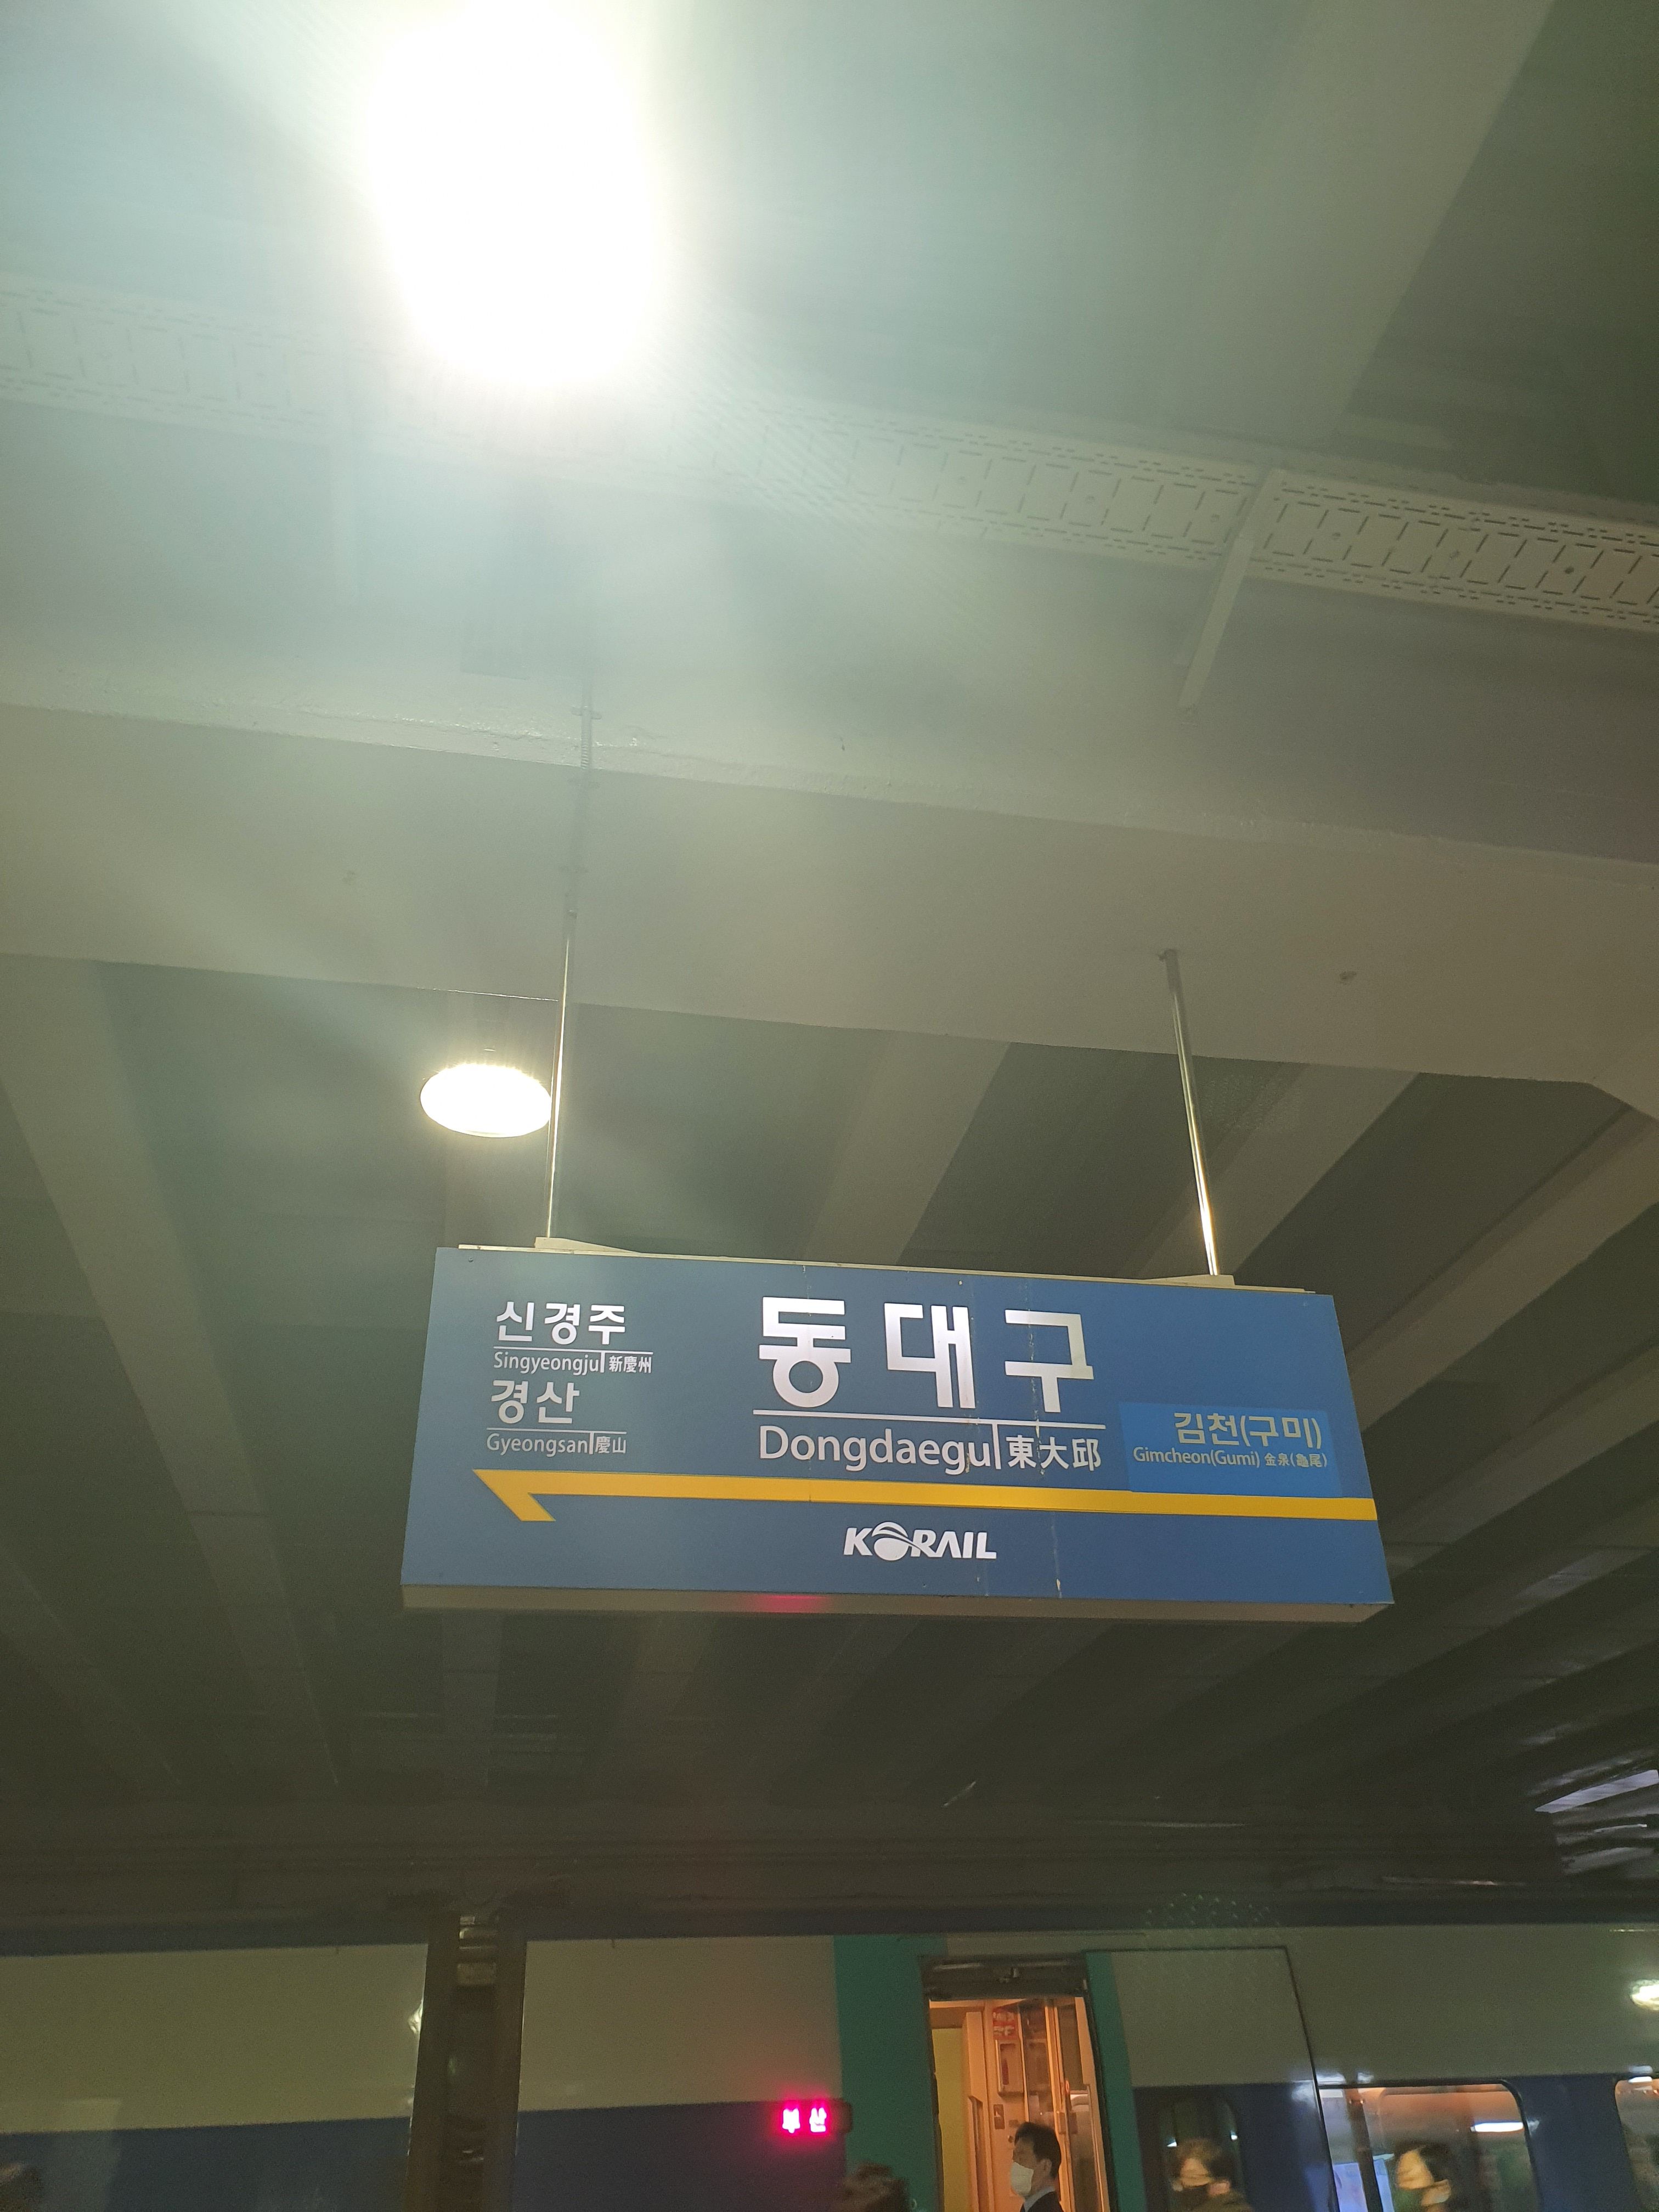 신경주
Singyeongju 新慶州
경산
Gyeongsan 慶山
동대구
Dongdaegu 東大邱
김천(구미)
Gimcheon(Gumi) 金泉(龜尾)
KORAIL
부산